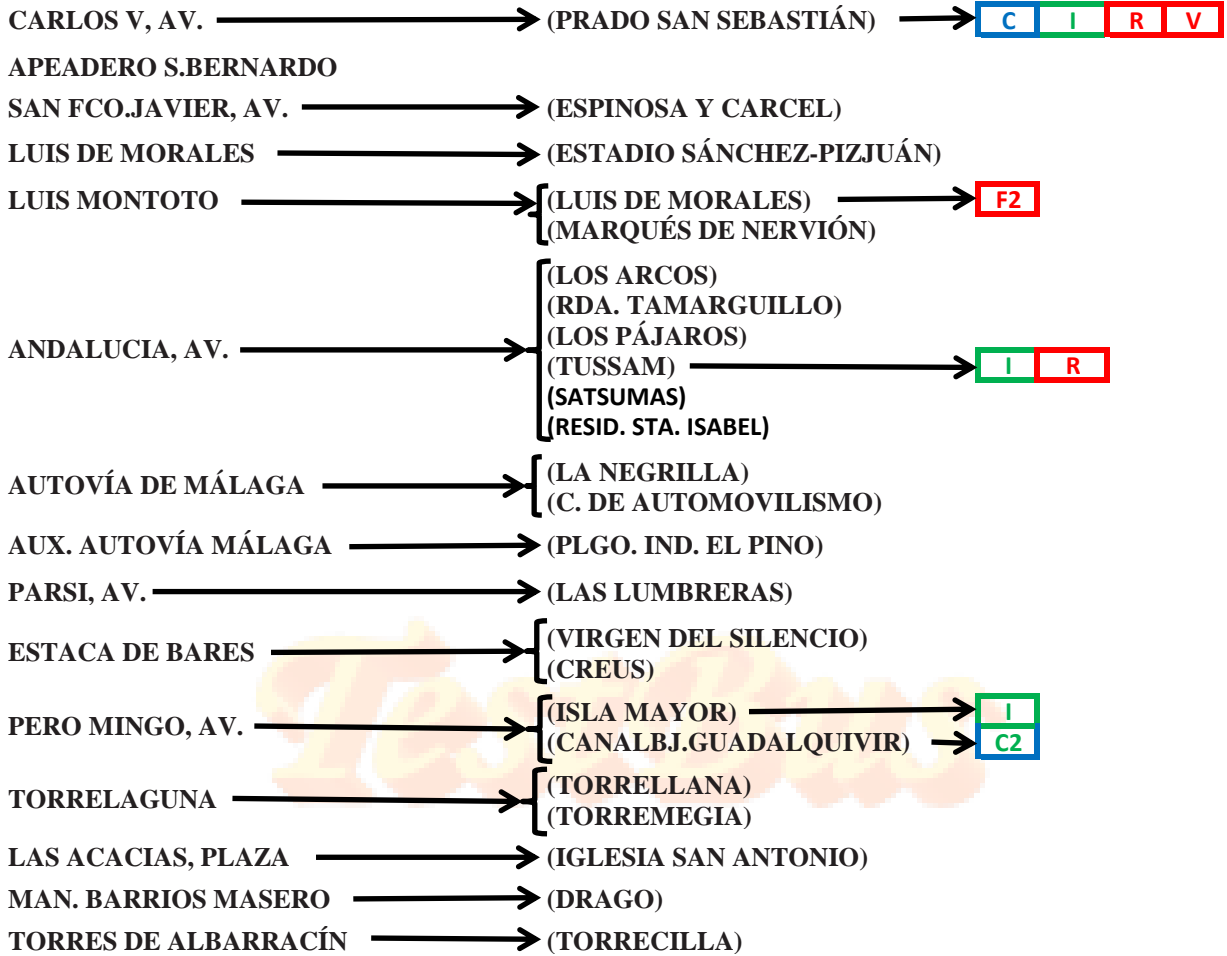 CARLOS V, AV. (PRADO SAN SEBASTIÁN) C I R V
APEADERO S.BERNARDO
SAN FCO.JAVIER, AV. (ESPINOSA Y CARCEL)
LUIS DE MORALES (ESTADIO SÁNCHEZ-PIZJUÁN)
LUIS MONTOTO (LUIS DE MORALES) F2
(MARQUÉS DE NERVIÓN)
(LOS ARCOS)
(RDA. TAMARGUILLO)
(LOS PÁJAROS)
ANDALUCIA, AV.
(TUSSAM) I R
(SATSUMAS)
(RESID. STA. ISABEL)
AUTOVÍA DE MÁLAGA
(LA NEGRILLA)
(C. DE AUTOMOVILISMO)
AUX. AUTOVÍA MÁLAGA (PLGO. IND. EL PINO)
PARSI, AV. (LAS LUMBRERAS)
ESTACA DE BARES
(VIRGEN DEL SILENCIO)
(CREUS)
PERO MINGO, AV.
(ISLA MAYOR) I
(CANALBJ.GUADALQUIVIR) C2
TORRELAGUNA
(TORRELLANA)
(TORREMEGIA)
LAS ACACIAS, PLAZA (IGLESIA SAN ANTONIO)
MAN. BARRIOS MASERO (DRAGO)
TORRES DE ALBARRACÍN (TORRECILLA)
TestBus